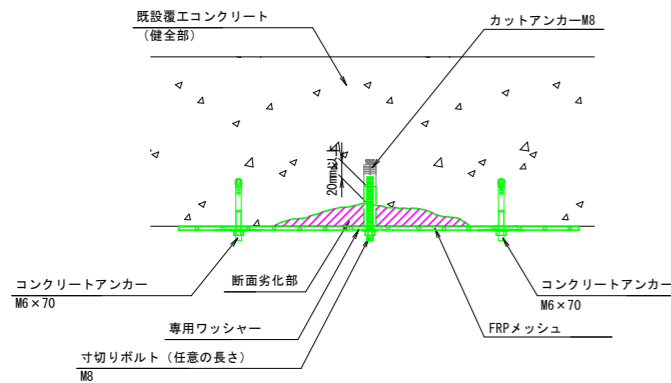 既設覆工コンクリート
(健全部)
カットアンカーM8
20mm以上
コンクリートアンカー
M6×70
断面劣化部
専用ワッシャー
寸切りボルト(任意の長さ)
M8
FRPメッシュ
コンクリートアンカー
M6×70